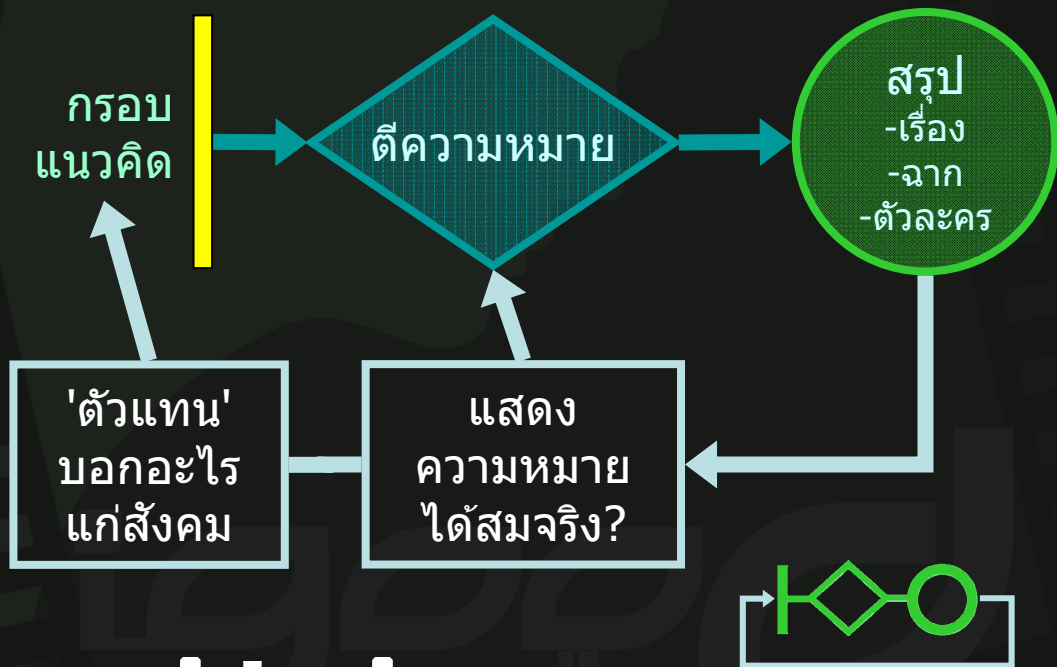 กรอบ
แนวคิด
ตีความหมาย
สรุป
-เรื่อง
-ฉาก
-ตัวละคร
'ตัวแทน'
บอกอะไร
แก่สังคม
แสดง
ความหมาย
ได้สมจริง?